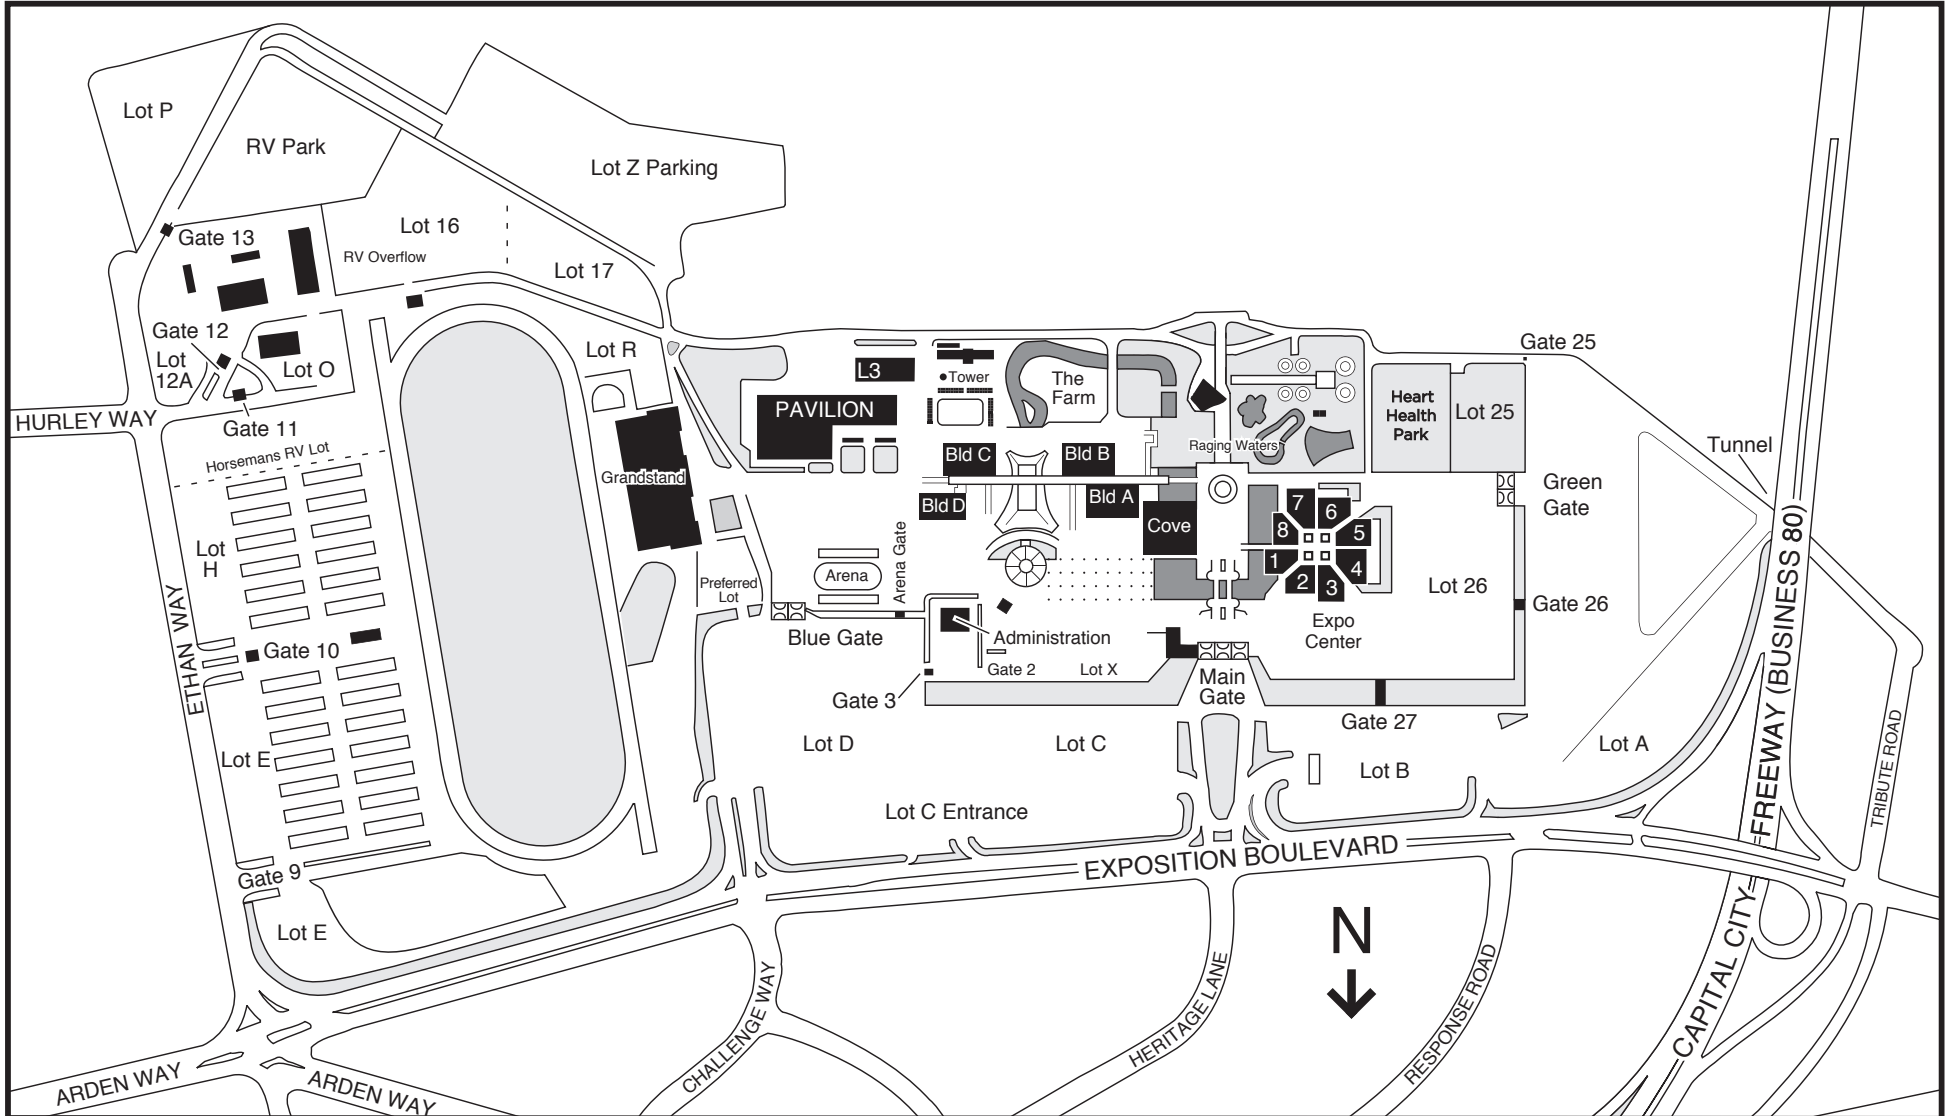 Lot P
RV Park
Lot Z Parking
Lot 16
Gate 13
RV Overflow
Lot 17
Gate 12
Lot
12A
Lot O
Lot R
L3
Tower
The
Farm
Gate 25
Heart
Health
Park
Lot 25
HURLEY WAY
Gate 11
PAVILION
Horsemans RV Lot
Grandstand
Bld C
Bld B
Raging Waters
Tunnel
Bld D
Bld A
Green
Gate
Cove
7
6
8
5
1
4
2
3
Lot
H
Arena
Arena Gate
Preferred
Lot
Lot 26
Gate 26
Blue Gate
Administration
Expo
Center
ETHAN WAY
Gate 10
Gate 2
Lot X
Main
Gate
Gate 3
Gate 27
Lot E
Lot D
Lot C
Lot B
Lot A
Lot C Entrance
EXPOSITION BOULEVARD
TRIBUTE ROAD
CAPITAL CITY FREEWAY (BUSINESS 80)
Gate 9
Lot E
N
CHALLENGE WAY
HERITAGE LANE
RESPONSE ROAD
ARDEN WAY
ARDEN WAY